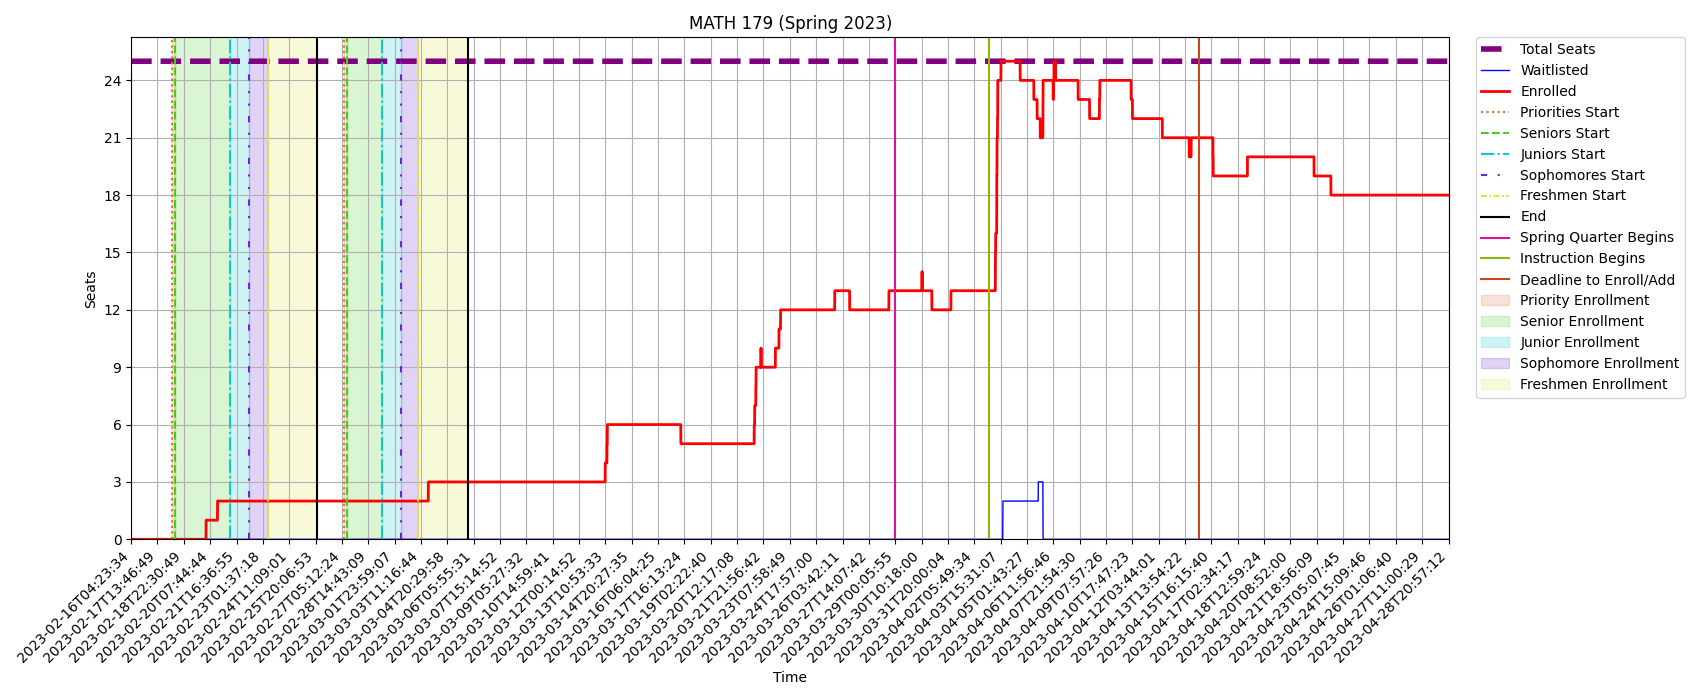 MATH 179 (Spring 2023)
Seats
24
21
18
15
12
9
6
3
0
2023-02-16T04:23:34
2023-02-17T13:46:49
2023-02-18T22:30:49
2023-02-20T07:44:44
2023-02-21T16:36:55
2023-02-23T01:37:18
2023-02-24T11:09:01
2023-02-25T20:06:53
2023-02-27T05:12:24
2023-02-28T14:43:09
2023-03-01T23:59:07
2023-03-03T11:16:44
2023-03-04T20:29:58
2023-03-06T05:55:31
2023-03-07T15:14:52
2023-03-09T05:27:32
2023-03-10T14:59:41
2023-03-12T00:14:52
2023-03-13T10:53:33
2023-03-14T20:27:35
2023-03-16T06:04:25
2023-03-17T16:13:24
2023-03-19T02:22:40
2023-03-20T12:17:08
2023-03-21T21:56:42
2023-03-23T07:58:49
2023-03-24T17:57:00
2023-03-26T03:42:11
2023-03-27T14:07:42
2023-03-29T00:05:55
2023-03-30T10:18:00
2023-03-31T20:00:04
2023-04-02T05:49:34
2023-04-03T15:31:07
2023-04-05T01:43:27
2023-04-06T11:56:46
2023-04-07T21:54:30
2023-04-09T07:57:26
2023-04-10T17:47:23
2023-04-12T03:44:01
2023-04-13T13:54:22
2023-04-15T16:15:40
2023-04-17T02:34:17
2023-04-18T12:59:24
2023-04-20T08:52:00
2023-04-21T18:56:09
2023-04-23T05:07:45
2023-04-24T15:09:46
2023-04-26T01:06:40
2023-04-27T11:00:29
2023-04-28T20:57:12
Time
Total Seats
Waitlisted
Enrolled
Priorities Start
Seniors Start
Juniors Start
Sophomores Start
Freshmen Start
End
Spring Quarter Begins
Instruction Begins
Deadline to Enroll/Add
Priority Enrollment
Senior Enrollment
Junior Enrollment
Sophomore Enrollment
Freshmen Enrollment